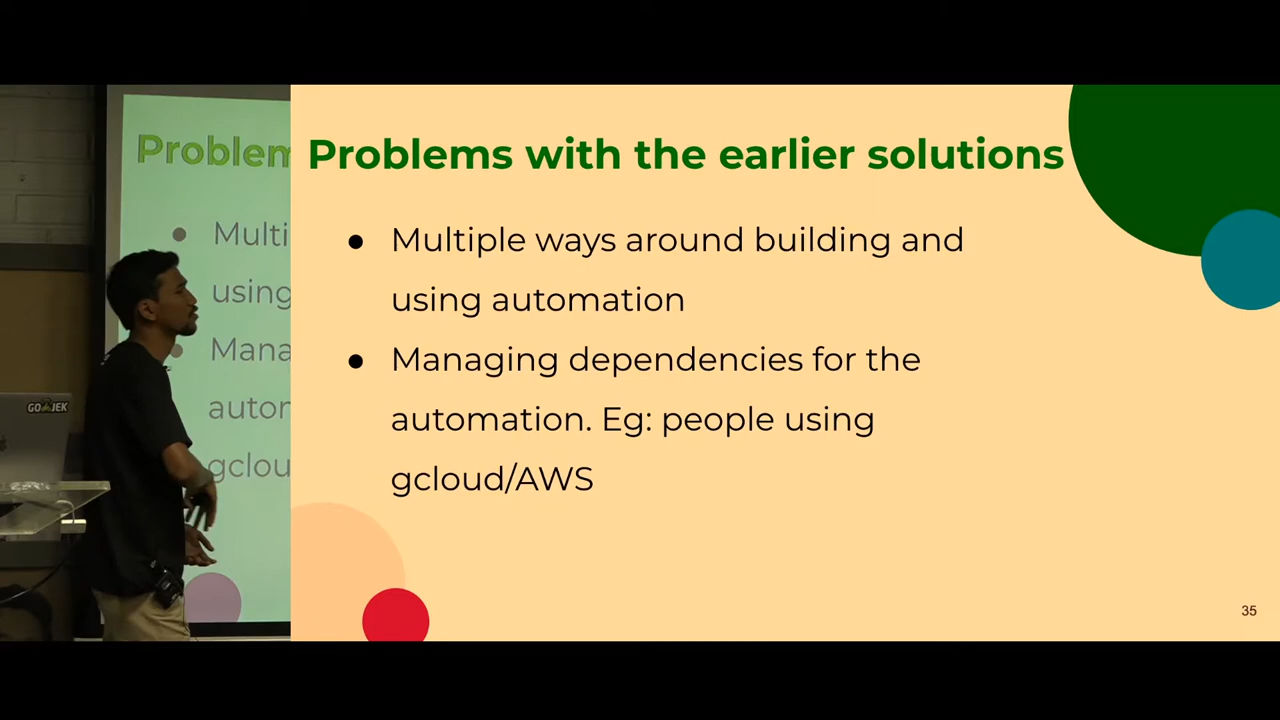 Problem
Multi
using
Mana
autor
gclou
GOJEK
Problems with the earlier solutions
● Multiple ways around building and
using automation
● Managing dependencies for the
automation. Eg: people using
gcloud/AWS
35